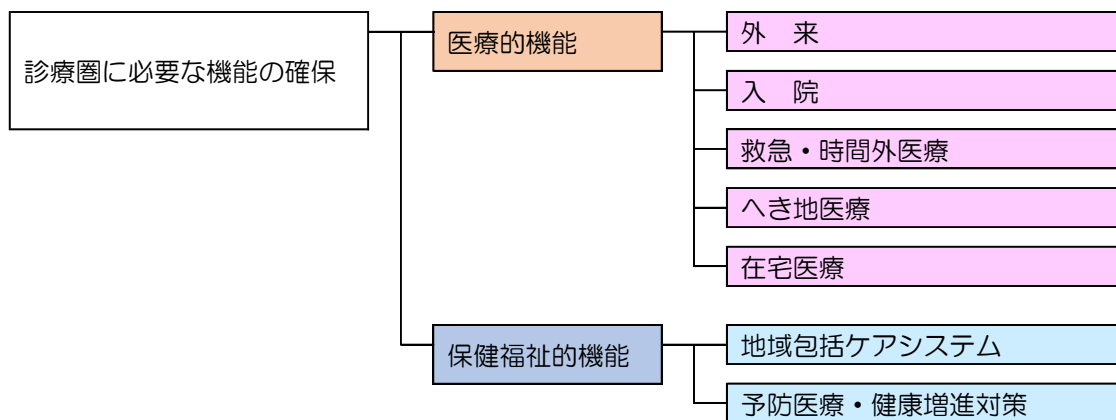 診療圏に必要な機能の確保
医療的機能
外　来
入　院
救急・時間外医療
へき地医療
在宅医療
保健福祉的機能
地域包括ケアシステム
予防医療・健康増進対策